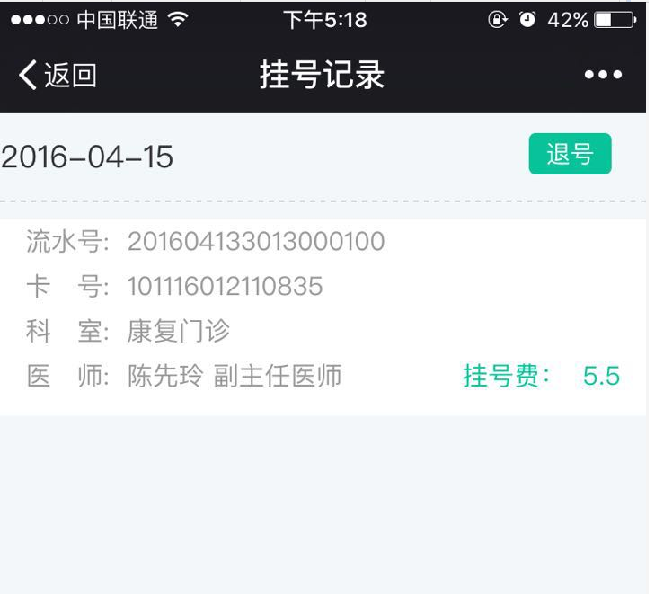 中国联通 下午5:18 42%
返回 挂号记录
2016-04-15 退号
流水号: 201604133013000100
卡 号: 101116012110835
科 室: 康复门诊
医 师: 陈先玲 副主任医师 挂号费: 5.5